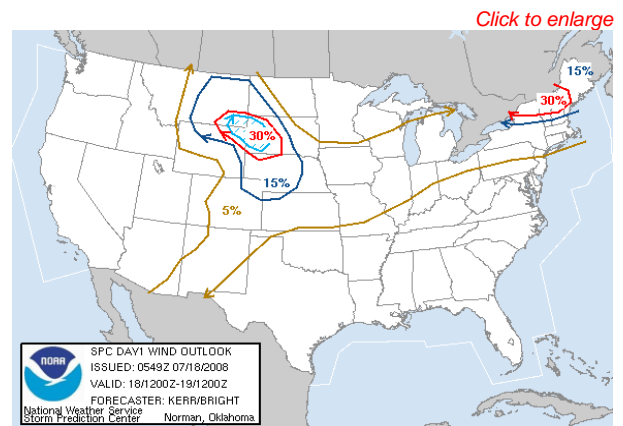 Click to enlarge
15%
30%
30%
15%
5%
NOAA
SPC DAY1 WIND OUTLOOK
ISSUED: 0549Z 07/18/2008
VALID: 18/1200Z-19/1200Z
FORECASTER: KERR/BRIGHT
National Weather Service
Storm Prediction Center Norman, Oklahoma